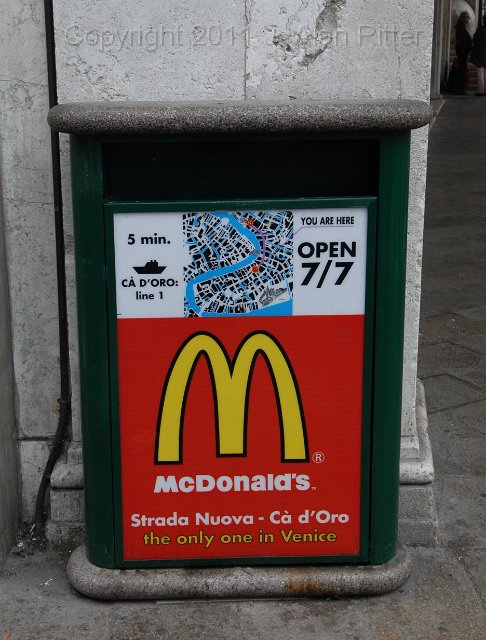 Copyright 2011 
5 min.
CÀ D'ORO:
line 1
YOU ARE HERE
OPEN
7/7
McDonald's™
®
Strada Nuova - Cà d'Oro
the only one in Venice